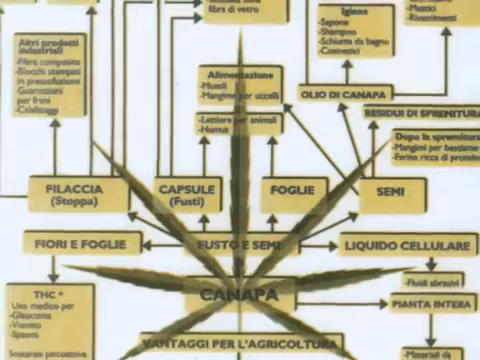 fibra di vetro
Igiene
-Sapone
-Shampoo
-Schiuma da bagno
-Cosmetici
-Mastici
-Rivestimenti
Altri prodotti
industriali
-Fibre composite
-Blocchi stampati
in pressofusione
-Guarnizioni
per freni
-Calafataggi
Alimentazione
-Muesli
-Mangime per uccelli
OLIO DI CANAPA
-Lettiere per animali
-Humus
RESIDUI DI SPREMITURA
Dopo la spremitura
-Mangimi per bestiame
-Farina ricca di proteine
FILACCIA
(Stoppa)
CAPSULE
(Fusti)
FOGLIE
SEMI
FIORI E FOGLIE
FUSTO E SEMI
LIQUIDO CELLULARE
-Fluidi abrasivi
THC *
Uso medico per
-Glaucoma
-Vomito
-Spasmi
Sostanze psicoattive
CANAPA
PIANTA INTERA
VANTAGGI PER L'AGRICOLTURA
-Materiali da